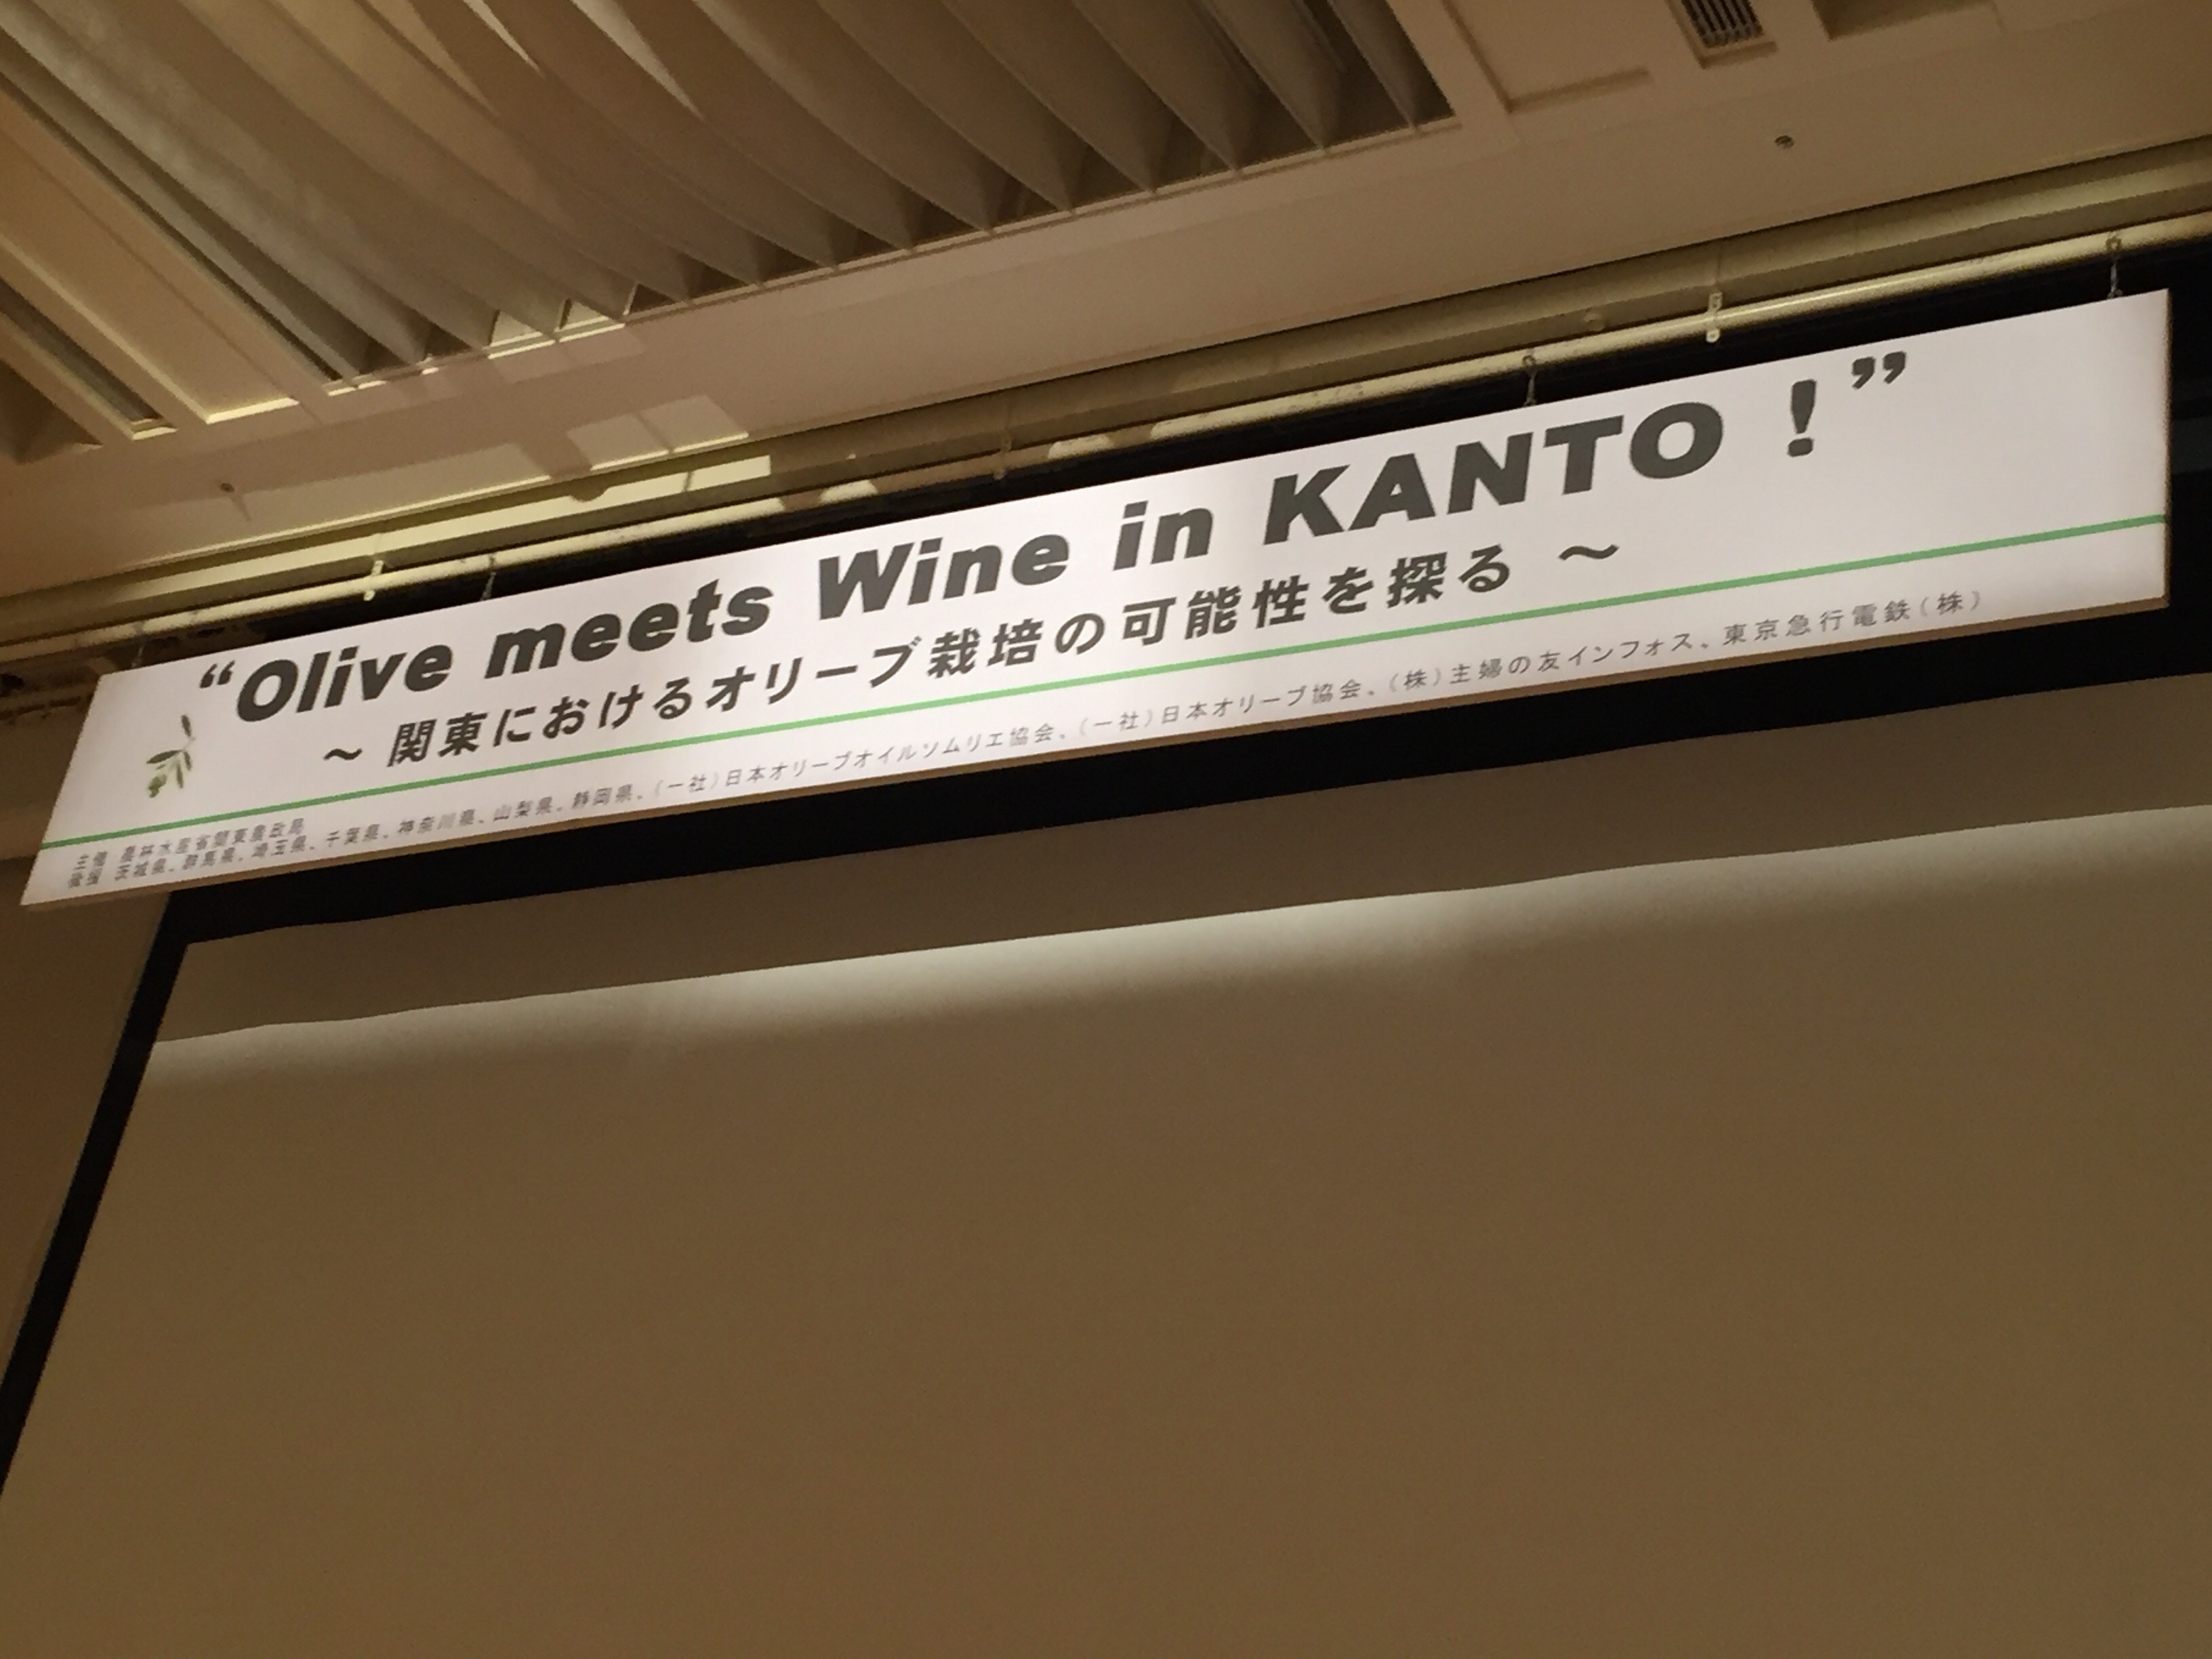 “Olive meets Wine in KANTO !”
～ 関東におけるオリーブ栽培の可能性を探る ～
主催 農林水産省関東農政局
後援 茨城県、群馬県、埼玉県、千葉県、神奈川県、山梨県、静岡県、(一社)日本オリーブオイルソムリエ協会、(一社)日本オリーブ協会、(株)主婦の友インフォス、東京急行電鉄(株)